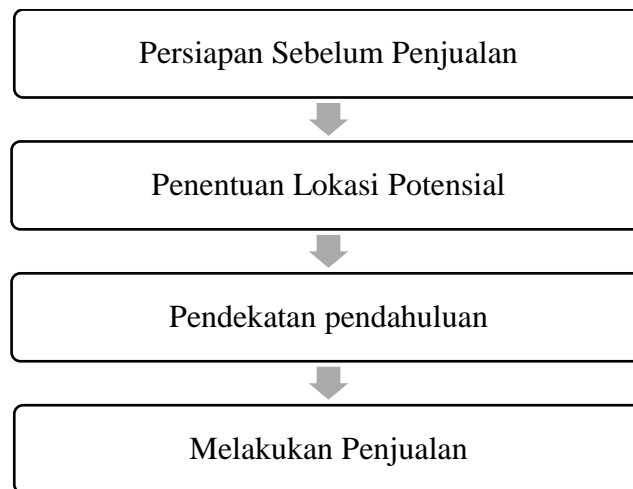 Persiapan Sebelum Penjualan
Penentuan Lokasi Potensial
Pendekatan pendahuluan
Melakukan Penjualan